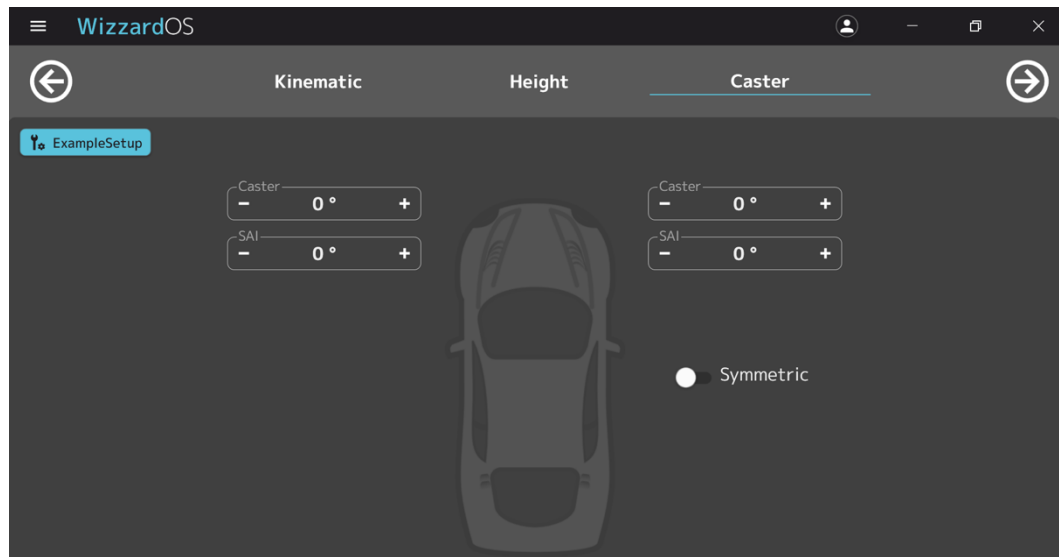 WizzardOS
Kinematic Height Caster
ExampleSetup
Caster Caster
− 0 ° + − 0 ° +
SAI SAI
− 0 ° + − 0 ° +
Symmetric